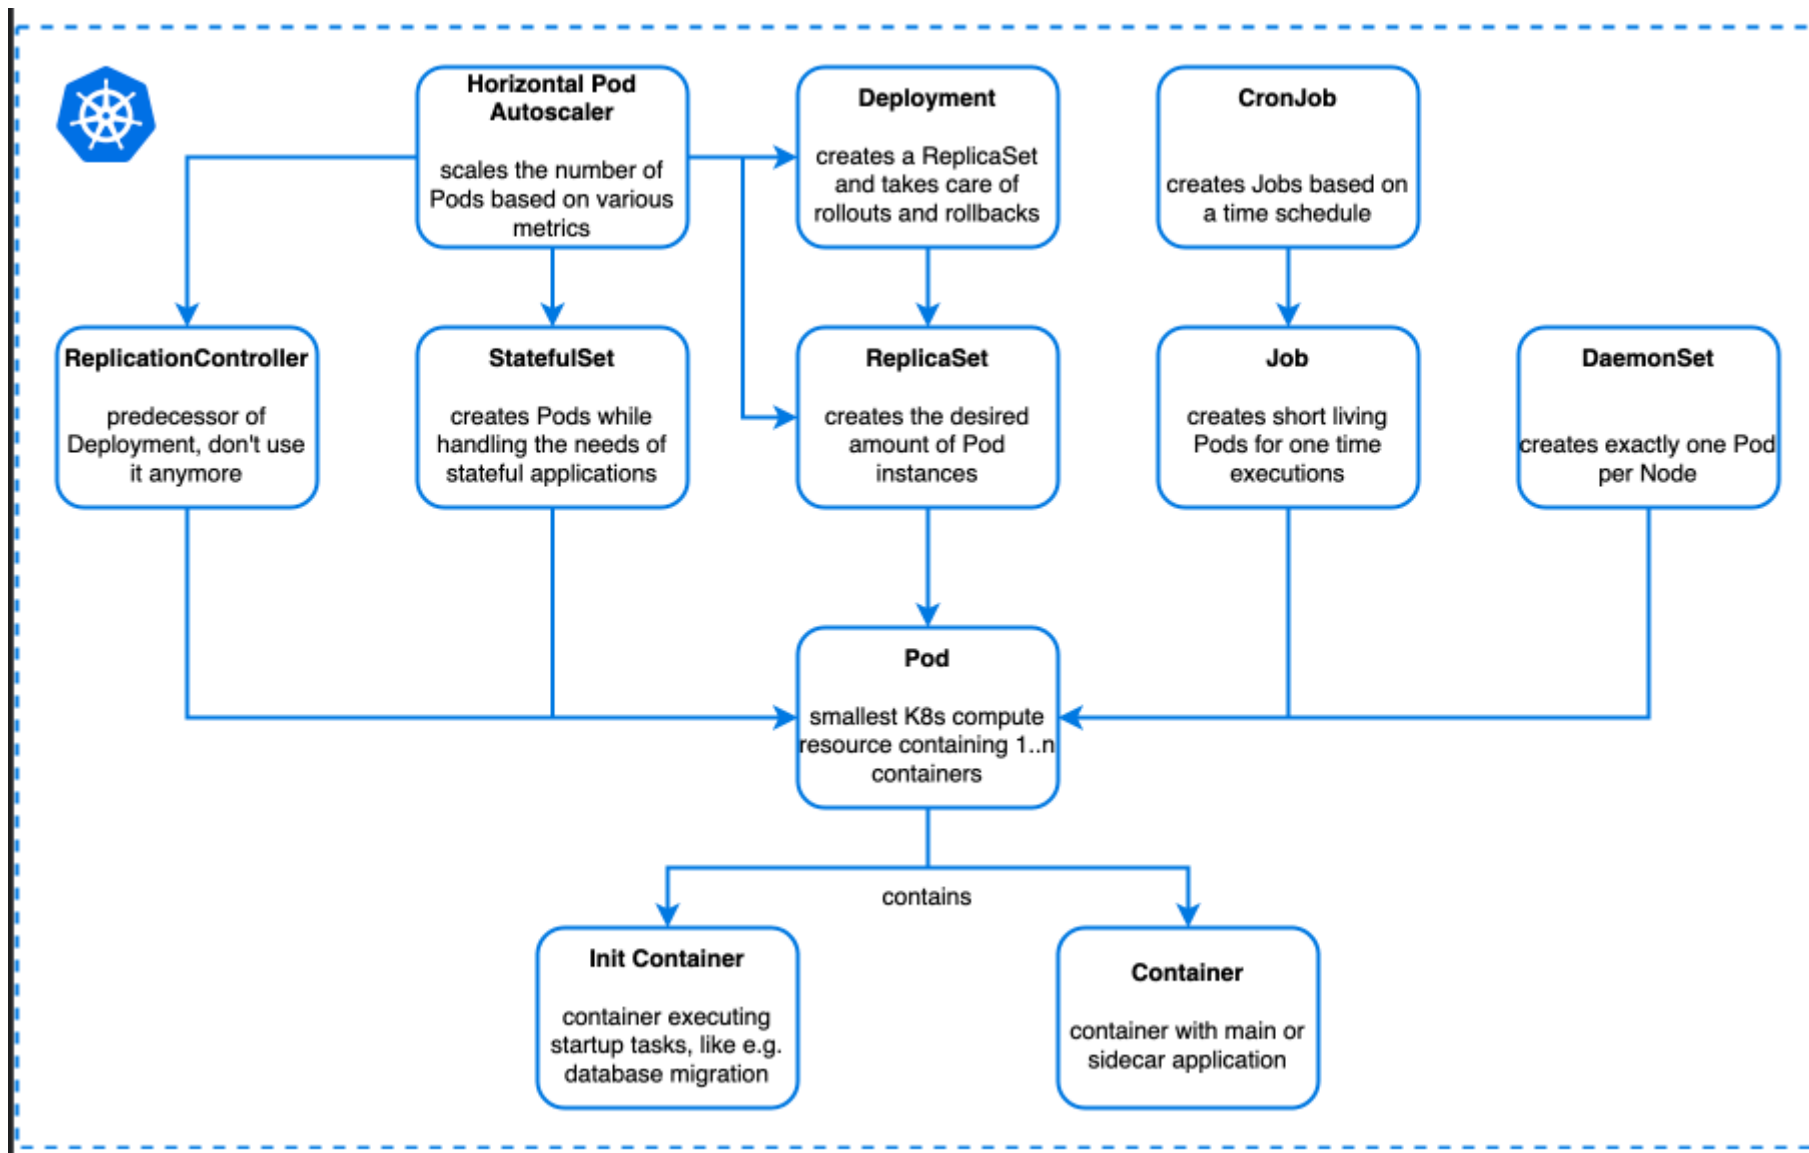 Horizontal Pod
Autoscaler
scales the number of
Pods based on various
metrics
Deployment
creates a ReplicaSet
and takes care of
rollouts and rollbacks
CronJob
creates Jobs based on
a time schedule
ReplicationController
predecessor of
Deployment, don't use
it anymore
StatefulSet
creates Pods while
handling the needs of
stateful applications
ReplicaSet
creates the desired
amount of Pod
instances
Job
creates short living
Pods for one time
executions
DaemonSet
creates exactly one Pod
per Node
Pod
smallest K8s compute
resource containing 1..n
containers
contains
Init Container
container executing
startup tasks, like e.g.
database migration
Container
container with main or
sidecar application